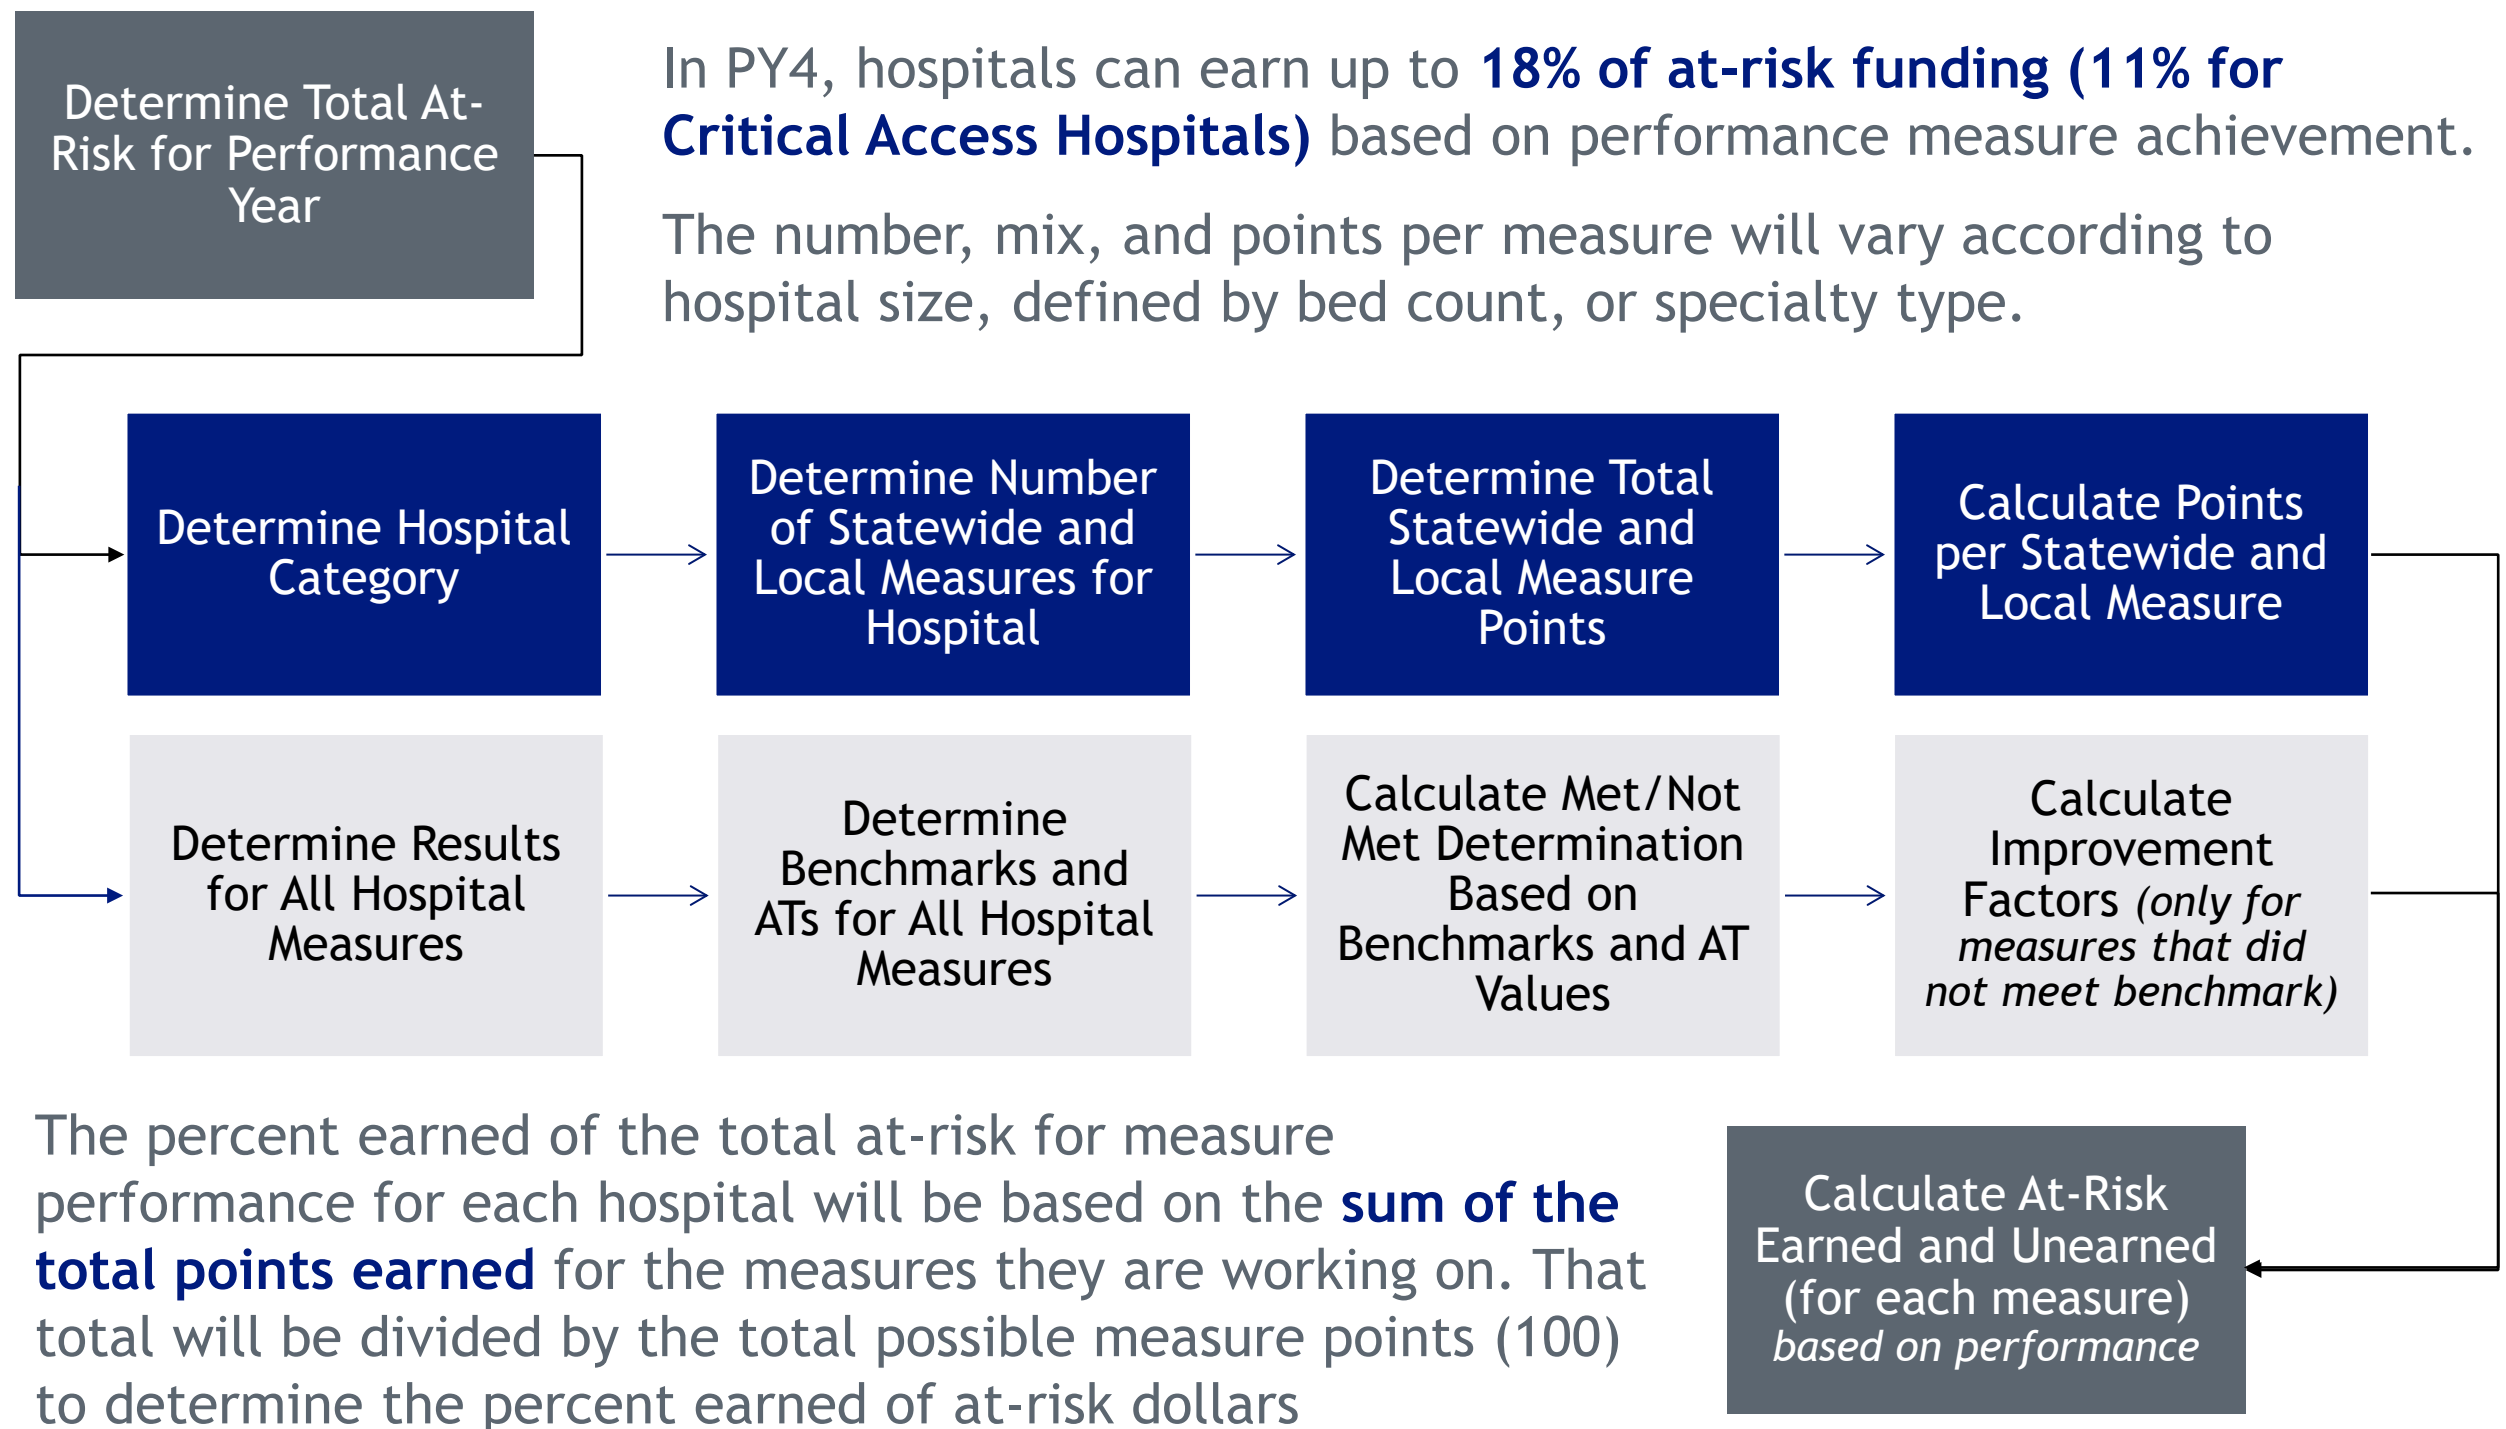 Determine Total At-
Risk for Performance
Year
In PY4, hospitals can earn up to 18% of at-risk funding (11% for
Critical Access Hospitals) based on performance measure achievement.
The number, mix, and points per measure will vary according to
hospital size, defined by bed count, or specialty type.
Determine Hospital
Category
Determine Number
of Statewide and
Local Measures for
Hospital
Determine Total
Statewide and
Local Measure
Points
Calculate Points
per Statewide and
Local Measure
Determine Results
for All Hospital
Measures
Determine
Benchmarks and
ATs for All Hospital
Measures
Calculate Met/Not
Met Determination
Based on
Benchmarks and AT
Values
Calculate
Improvement
Factors (only for
measures that did
not meet benchmark)
The percent earned of the total at-risk for measure
performance for each hospital will be based on the sum of the
total points earned for the measures they are working on. That
total will be divided by the total possible measure points (100)
to determine the percent earned of at-risk dollars
Calculate At-Risk
Earned and Unearned
(for each measure)
based on performance